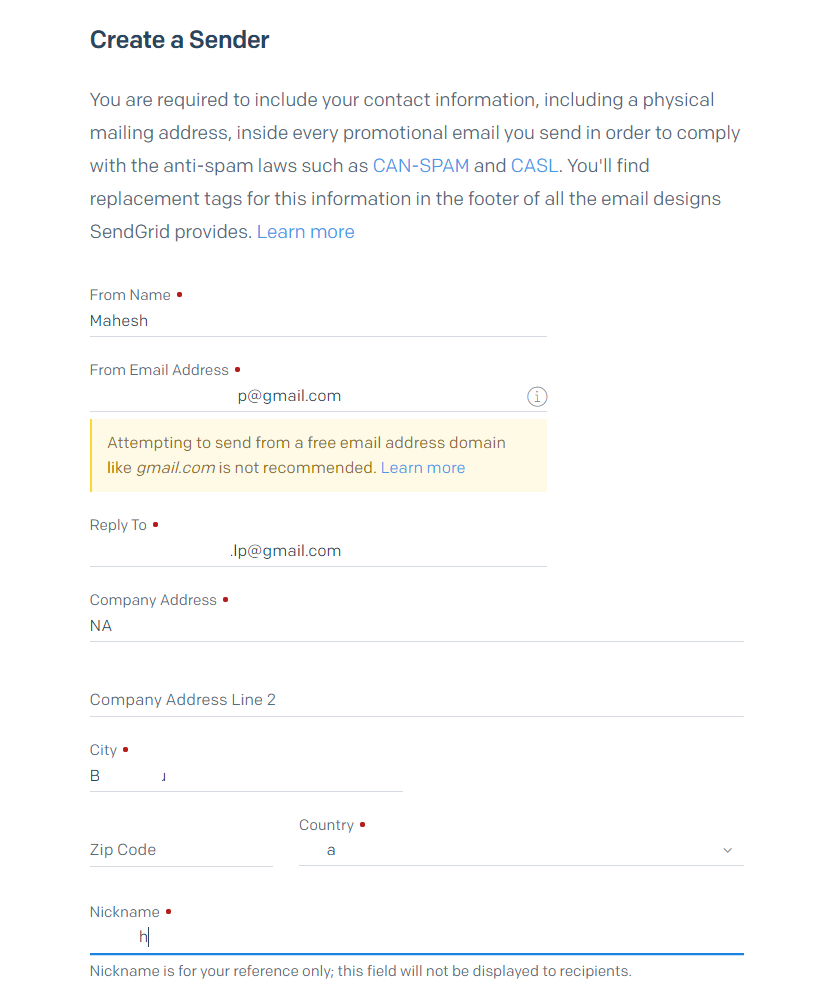 Create a Sender
You are required to include your contact information, including a physical
mailing address, inside every promotional email you send in order to comply
with the anti-spam laws such as CAN-SPAM and CASL. You'll find
replacement tags for this information in the footer of all the email designs
SendGrid provides. Learn more
From Name
Mahesh
From Email Address
p@gmail.com
Attempting to send from a free email address domain
like gmail.com is not recommended. Learn more
Reply To
.lp@gmail.com
Company Address
NA
Company Address Line 2
City
B
Country
Zip Code
a
Nickname
h
Nickname is for your reference only; this field will not be displayed to recipients.